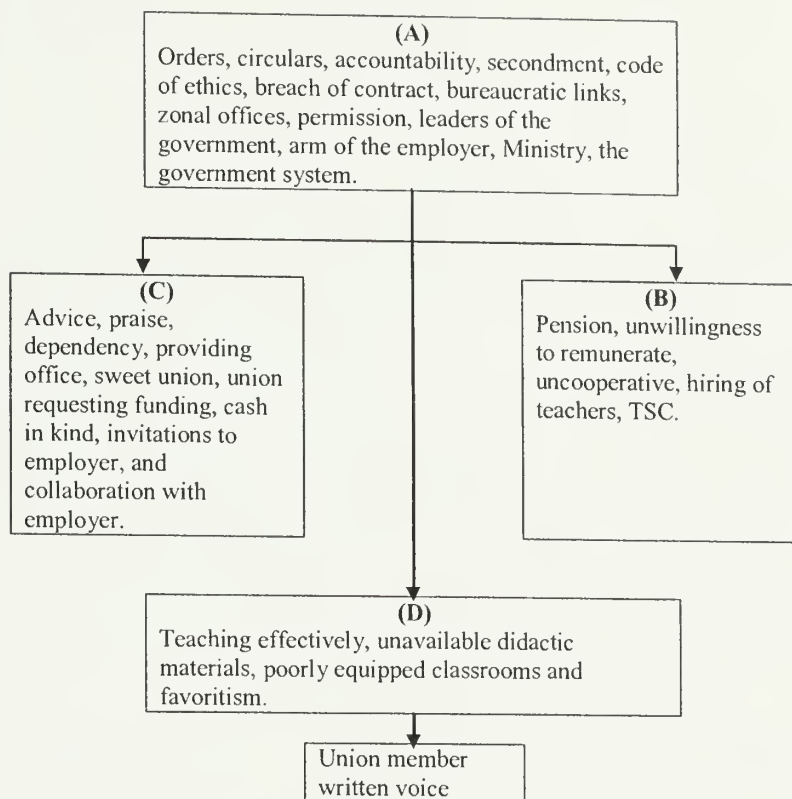 (A)
Orders, circulars, accountability, secondment, code
of ethics, breach of contract, bureaucratic links,
zonal offices, permission, leaders of the
government, arm of the employer, Ministry, the
government system.
(C)
Advice, praise,
dependency, providing
office, sweet union, union
requesting funding, cash
in kind, invitations to
employer, and
collaboration with
employer.
(B)
Pension, unwillingness
to remunerate,
uncooperative, hiring of
teachers, TSC.
(D)
Teaching effectively, unavailable didactic
materials, poorly equipped classrooms and
favoritism.
Union member
written voice